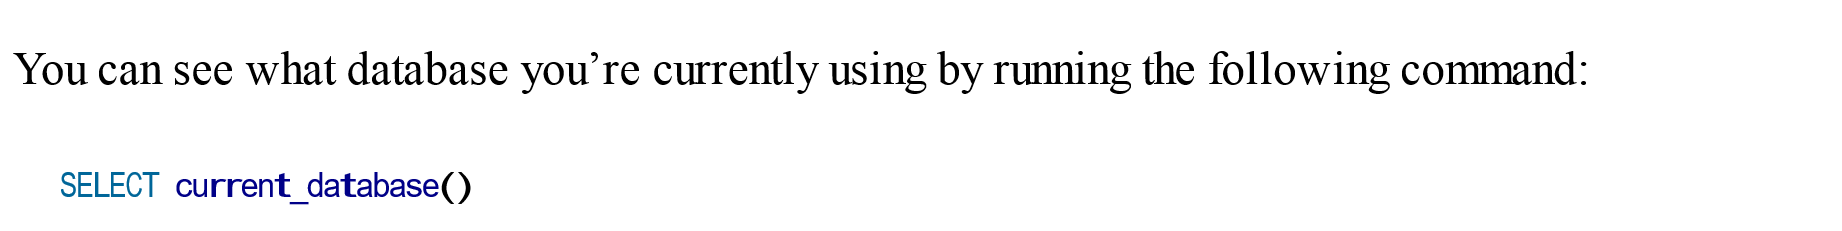 You can see what database you’re currently using by running the following command:
SELECT current_database()